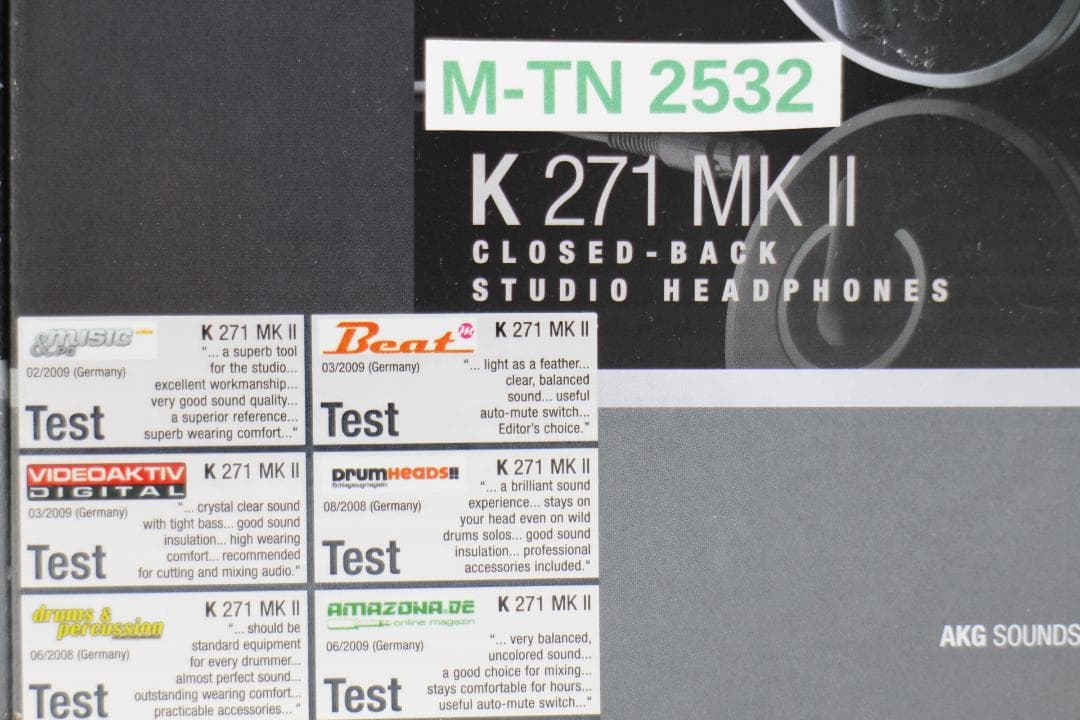 M-TN 2532
K 271 MK II
CLOSED-BACK
STUDIO HEADPHONES
K 271 MK II
MUSIC
02/2009 (Germany)
Test
"... a superb tool
for the studio...
excellent workmanship...
very good sound quality...
a superior reference...
superb wearing comfort..."
Beat
K 271 MK II
03/2009 (Germany)
Test
"... light as a feather...
clear, balanced
sound... useful
auto-mute switch...
Editor's choice."
VIDEOAKTIV
DIGITAL
K 271 MK II
03/2009 (Germany)
Test
"... crystal clear sound
with tight bass... good sound
insulation... high wearing
comfort... recommended
for cutting and mixing audio."
DRUMHEADS!!
K 271 MK II
08/2008 (Germany)
Test
"... a brilliant sound
experience... stays on
your head even on wild
drums solos... good sound
insulation... professional
accessories included."
drums &
percussion
K 271 MK II
06/2008 (Germany)
Test
"... should be
standard equipment
for every drummer...
almost perfect sound...
outstanding wearing comfort...
practicable accessories... "
AMAZONA.DE
online magazin
K 271 MK II
06/2009 (Germany)
Test
"... very balanced,
uncolored sound...
a good choice for mixing...
stays comfortable for hours...
useful auto-mute switch..."
AKG SOUNDS